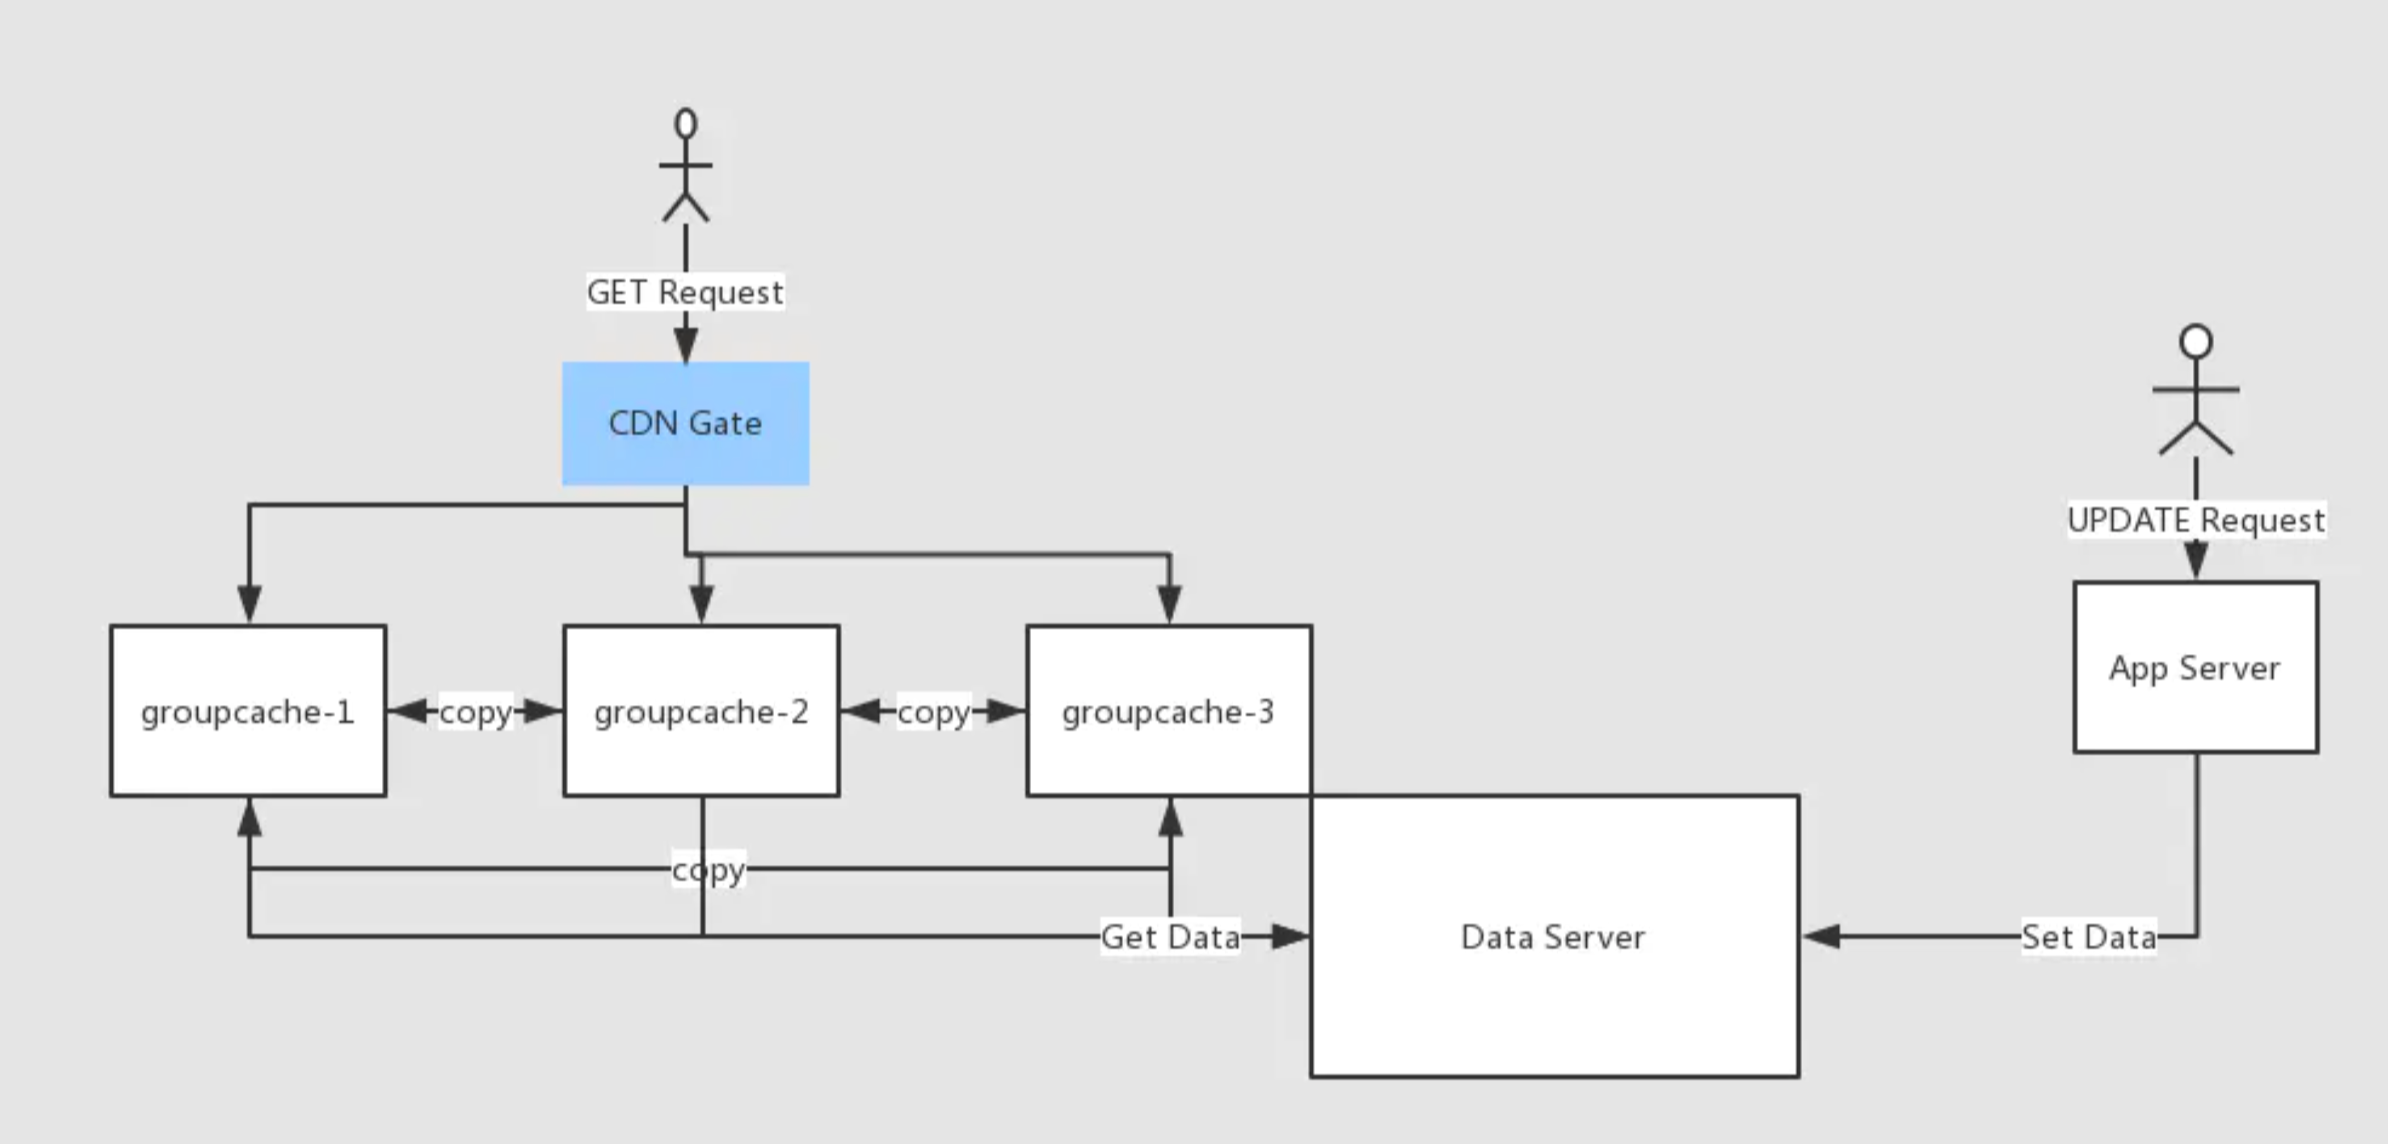 GET Request
CDN Gate
UPDATE Request
App Server
groupcache-1
copy
groupcache-2
copy
groupcache-3
copy
Get Data
Data Server
Set Data